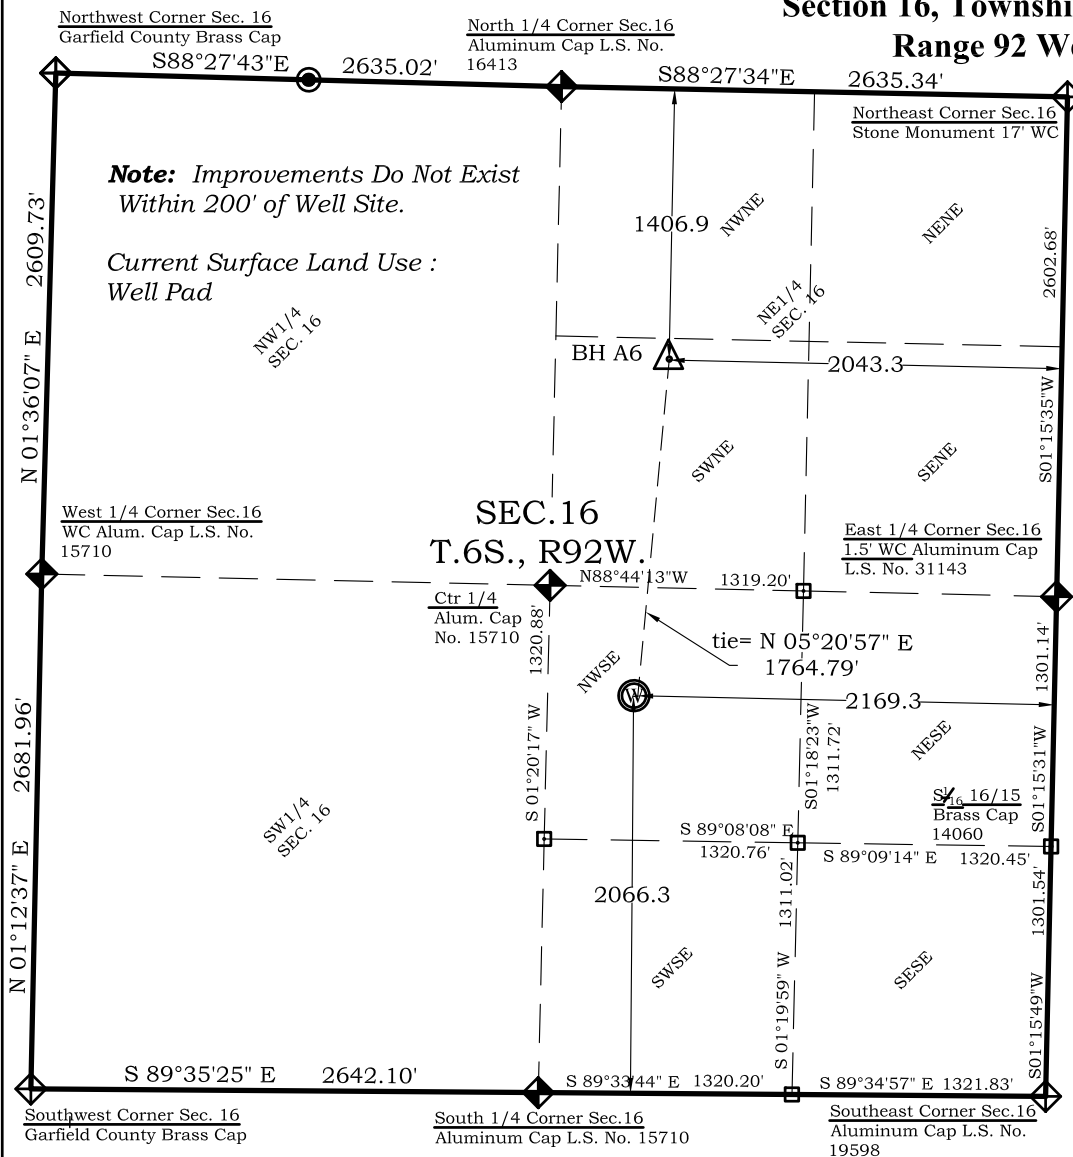 Section 16, Townshi
Range 92 We
Northwest Corner Sec. 16
Garfield County Brass Cap
North 1/4 Corner Sec.16
Aluminum Cap L.S. No.
16413
S88°27'43"E 2635.02'
S88°27'34"E 2635.34'
Northeast Corner Sec.16
Stone Monument 17' WC
Note: Improvements Do Not Exist
Within 200' of Well Site.
Current Surface Land Use :
Well Pad
N 01°36'07" E 2609.73'
NW1/4
SEC. 16
1406.9
NWNE
NENE
2602.68'
NE1/4
SEC. 16
BH A6
2043.3
S01°15'35"W
SWNE
SENE
SEC.16
T.6S., R92W.
West 1/4 Corner Sec.16
WC Alum. Cap L.S. No.
15710
East 1/4 Corner Sec.16
1.5' WC Aluminum Cap
L.S. No. 31143
N88°44'13"W 1319.20'
Ctr 1/4
Alum. Cap
No. 15710
1320.88'
tie= N 05°20'57" E
1764.79'
1301.14'
NWSE
W
2169.3
N 01°12'37" E 2681.96'
S 01°20'17" W
S01°18'23"W
1311.72'
NESE
S01°15'31"W
SW1/4
SEC. 16
S 1/16 16/15
Brass Cap
14060
S 89°08'08" E
1320.76'
S 89°09'14" E 1320.45'
2066.3
1311.02'
1301.54'
SWSE
SESE
S 01°19'59" W
S01°15'49"W
S 89°35'25" E 2642.10'
S 89°33'44" E 1320.20'
S 89°34'57" E 1321.83'
Southwest Corner Sec. 16
Garfield County Brass Cap
South 1/4 Corner Sec.16
Aluminum Cap L.S. No. 15710
Southeast Corner Sec.16
Aluminum Cap L.S. No.
19598